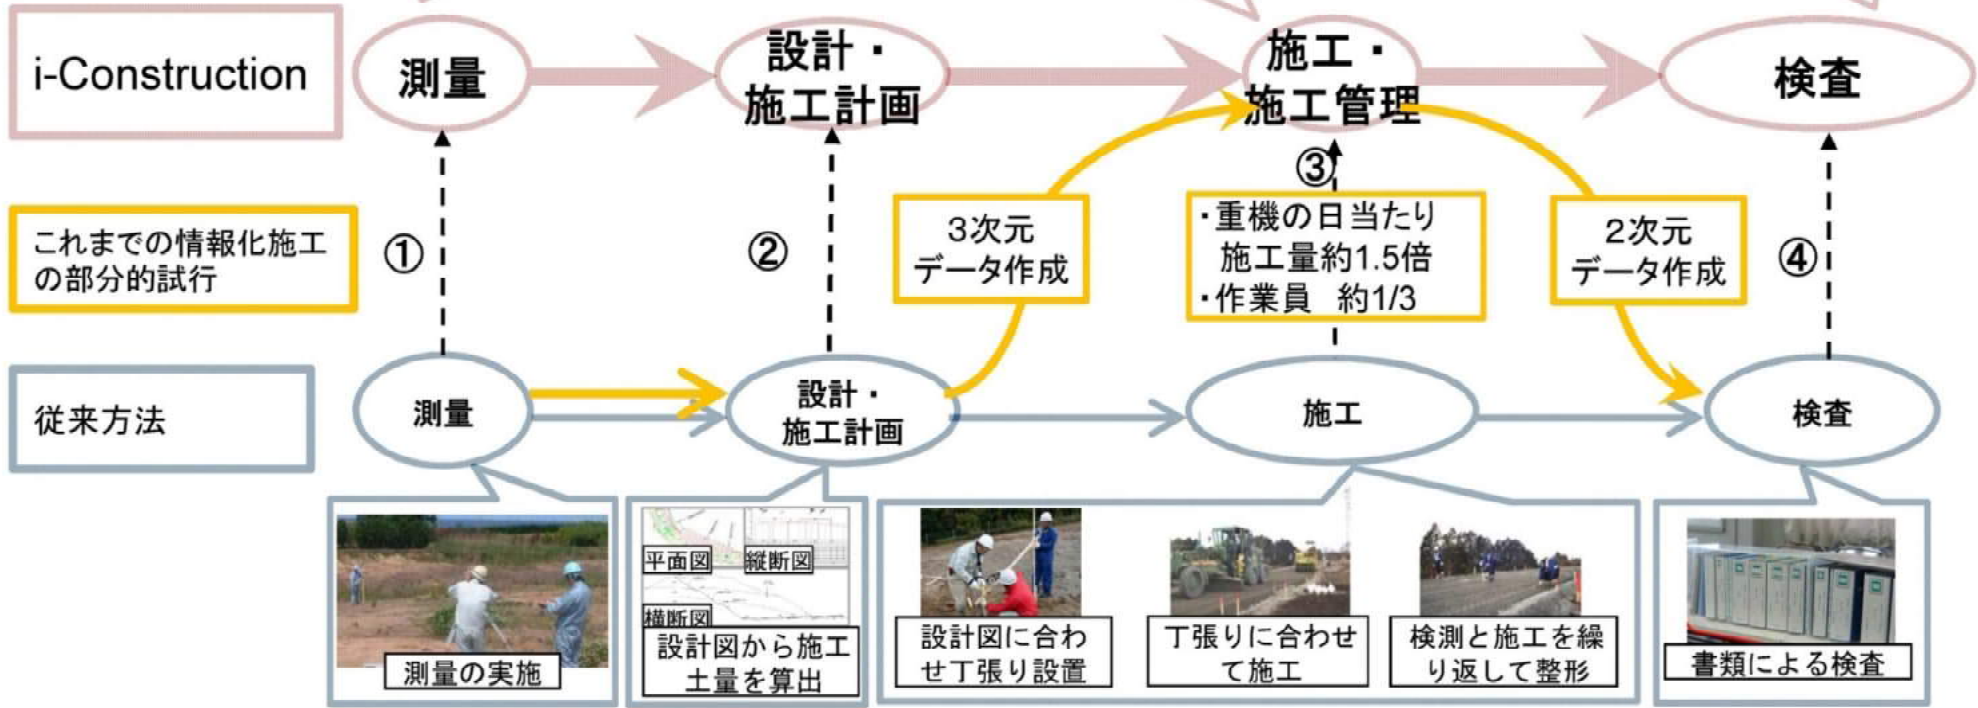 i-Construction
測量
設計・
施工計画
施工・
施工管理
検査
これまでの情報化施工
の部分的試行
①
②
3次元
データ作成
③
・重機の日当たり
施工量約1.5倍
・作業員 約1/3
2次元
データ作成
④
従来方法
測量
設計・
施工計画
施工
検査
測量の実施
平面図
縦断図
横断図
設計図から施工
土量を算出
設計図に合わ
せ丁張り設置
丁張りに合わせ
て施工
検測と施工を繰
り返して整形
書類による検査